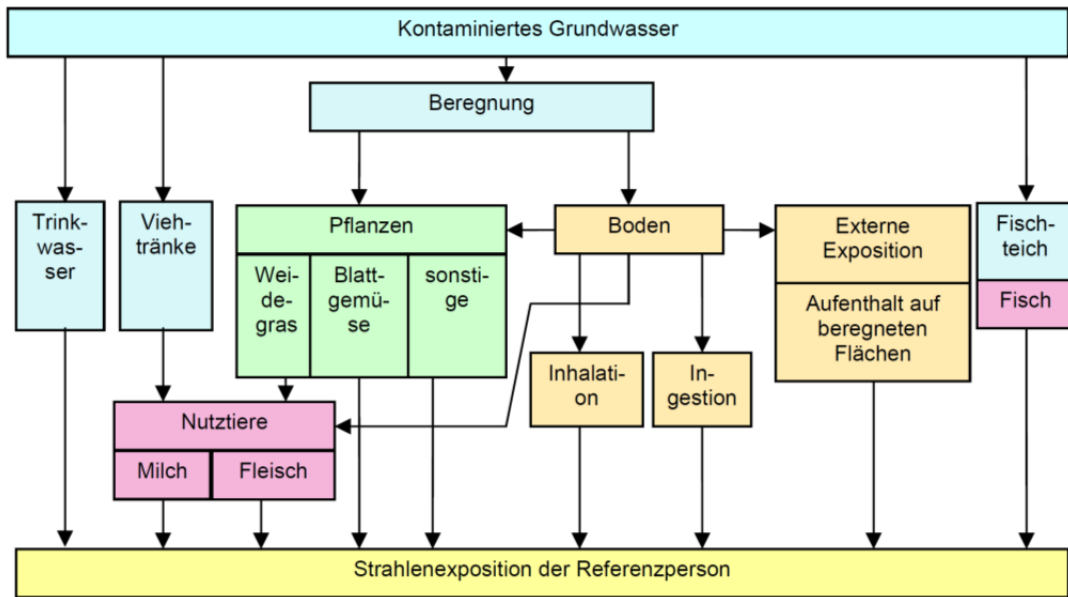 Kontaminiertes Grundwasser
Beregnung
Trink-
was-
ser
Vieh-
tränke
Pflanzen
Wei-
de-
gras
Blatt-
gemü-
se
sonsti-
ge
Boden
Externe
Exposition
Aufenthalt auf
beregneten
Flächen
Fisch-
teich
Fisch
Inhalati-
on
In-
gestion
Nutztiere
Milch
Fleisch
Strahlenexposition der Referenzperson